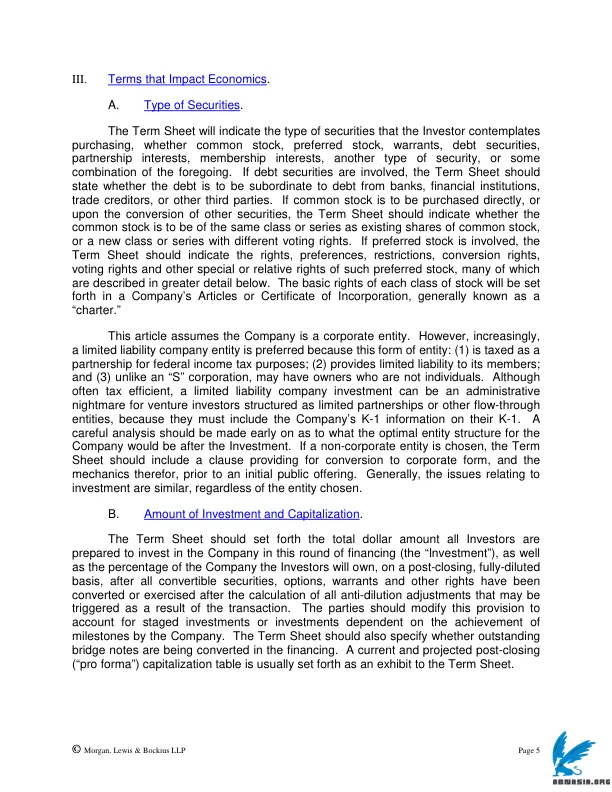 III. Terms that Impact Economics.
A. Type of Securities.
The Term Sheet will indicate the type of securities that the Investor contemplates
purchasing, whether common stock, preferred stock, warrants, debt securities,
partnership interests, membership interests, another type of security, or some
combination of the foregoing. If debt securities are involved, the Term Sheet should
state whether the debt is to be subordinate to debt from banks, financial institutions,
trade creditors, or other third parties. If common stock is to be purchased directly, or
upon the conversion of other securities, the Term Sheet should indicate whether the
common stock is to be of the same class or series as existing shares of common stock,
or a new class or series with different voting rights. If preferred stock is involved, the
Term Sheet should indicate the rights, preferences, restrictions, conversion rights,
voting rights and other special or relative rights of such preferred stock, many of which
are described in greater detail below. The basic rights of each class of stock will be set
forth in a Company’s Articles or Certificate of Incorporation, generally known as a
“charter.”
This article assumes the Company is a corporate entity. However, increasingly,
a limited liability company entity is preferred because this form of entity: (1) is taxed as a
partnership for federal income tax purposes; (2) provides limited liability to its members;
and (3) unlike an “S” corporation, may have owners who are not individuals. Although
often tax efficient, a limited liability company investment can be an administrative
nightmare for venture investors structured as limited partnerships or other flow-through
entities, because they must include the Company’s K-1 information on their K-1. A
careful analysis should be made early on as to what the optimal entity structure for the
Company would be after the Investment. If a non-corporate entity is chosen, the Term
Sheet should include a clause providing for conversion to corporate form, and the
mechanics therefor, prior to an initial public offering. Generally, the issues relating to
investment are similar, regardless of the entity chosen.
B. Amount of Investment and Capitalization.
The Term Sheet should set forth the total dollar amount all Investors are
prepared to invest in the Company in this round of financing (the “Investment”), as well
as the percentage of the Company the Investors will own, on a post-closing, fully-diluted
basis, after all convertible securities, options, warrants and other rights have been
converted or exercised after the calculation of all anti-dilution adjustments that may be
triggered as a result of the transaction. The parties should modify this provision to
account for staged investments or investments dependent on the achievement of
milestones by the Company. The Term Sheet should also specify whether outstanding
bridge notes are being converted in the financing. A current and projected post-closing
(“pro forma”) capitalization table is usually set forth as an exhibit to the Term Sheet.
© Morgan, Lewis & Bockius LLP Page 5
ABNASIA.ORG